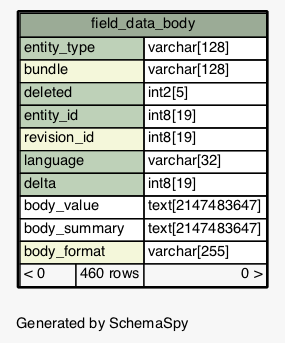 field_data_body
entity_type varchar[128]
bundle varchar[128]
deleted int2[5]
entity_id int8[19]
revision_id int8[19]
language varchar[32]
delta int8[19]
body_value text[2147483647]
body_summary text[2147483647]
body_format varchar[255]
< 0 460 rows 0 >
Generated by SchemaSpy